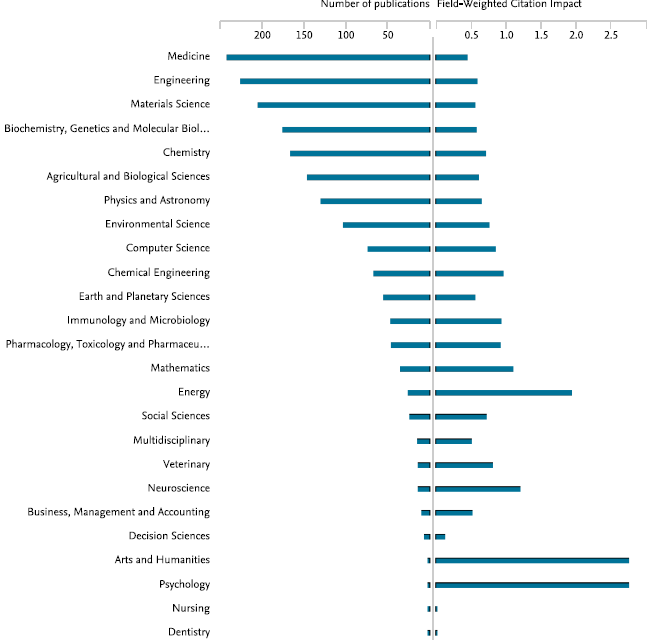 Number of publications Field-Weighted Citation Impact
200 150 100 50 0.5 1.0 1.5 2.0 2.5
Medicine
Engineering
Materials Science
Biochemistry, Genetics and Molecular Biol...
Chemistry
Agricultural and Biological Sciences
Physics and Astronomy
Environmental Science
Computer Science
Chemical Engineering
Earth and Planetary Sciences
Immunology and Microbiology
Pharmacology, Toxicology and Pharmaceu...
Mathematics
Energy
Social Sciences
Multidisciplinary
Veterinary
Neuroscience
Business, Management and Accounting
Decision Sciences
Arts and Humanities
Psychology
Nursing
Dentistry